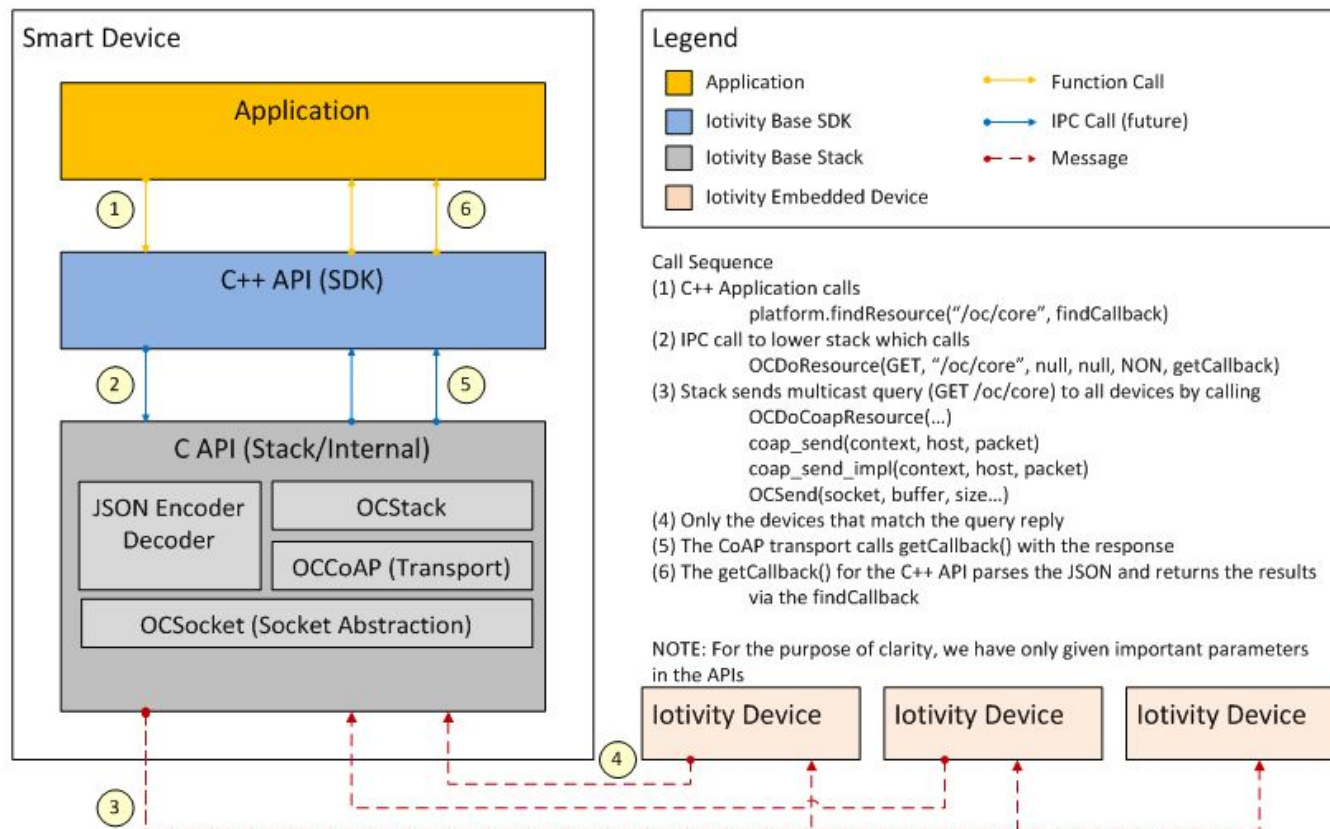 Smart Device
Application
1
6
C++ API (SDK)
2
5
C API (Stack/Internal)
JSON Encoder
Decoder
OCStack
OCCoAP (Transport)
OCSocket (Socket Abstraction)
3
Legend
Application
Function Call
Iotivity Base SDK
IPC Call (future)
Iotivity Base Stack
Message
Iotivity Embedded Device
Call Sequence
(1) C++ Application calls
platform.findResource(“/oc/core”, findCallback)
(2) IPC call to lower stack which calls
OCDoResource(GET, “/oc/core”, null, null, NON, getCallback)
(3) Stack sends multicast query (GET /oc/core) to all devices by calling
OCDoCoapResource(…)
coap_send(context, host, packet)
coap_send_impl(context, host, packet)
OCSend(socket, buffer, size…)
(4) Only the devices that match the query reply
(5) The CoAP transport calls getCallback() with the response
(6) The getCallback() for the C++ API parses the JSON and returns the results
via the findCallback
NOTE: For the purpose of clarity, we have only given important parameters
in the APIs
Iotivity Device
Iotivity Device
Iotivity Device
4